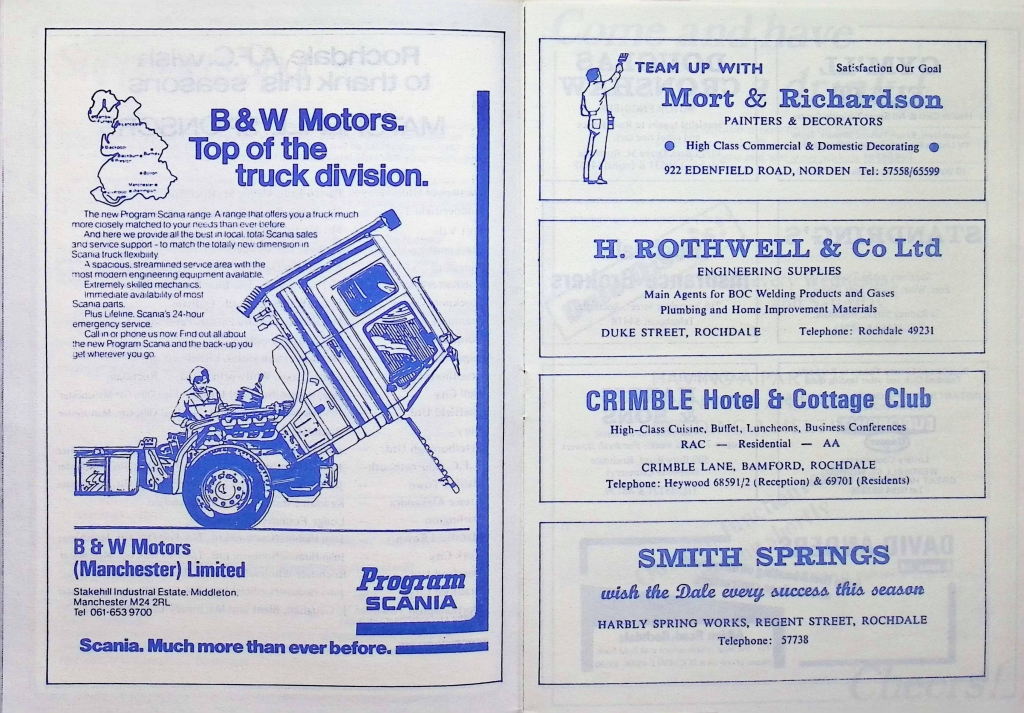 B & W Motors.
Top of the
truck division.
The new Program Scania range. A range that offers you a truck much
more closely matched to your needs than ever before.
And here we provide all the best in local, total Scania sales
and service support - to match the totally new dimension in
Scania truck flexibility.
A spacious, streamlined service area with the
most modern engineering equipment available.
Extremely skilled mechanics.
Immediate availability of most
Scania parts.
Plus Lifeline, Scania's 24-hour
emergency service.
Call in or phone us now. Find out all about
the new Program Scania and the back-up you
get wherever you go.
B & W Motors
(Manchester) Limited
Stakehill Industrial Estate, Middleton,
Manchester M24 2RL.
Tel 061-653 9700
Program
SCANIA
Scania. Much more than ever before.
TEAM UP WITH Satisfaction Our Goal
Mort & Richardson
PAINTERS & DECORATORS
● High Class Commercial & Domestic Decorating ●
922 EDENFIELD ROAD, NORDEN Tel: 57558/65599
H. ROTHWELL & Co Ltd
ENGINEERING SUPPLIES
Main Agents for BOC Welding Products and Gases
Plumbing and Home Improvement Materials
DUKE STREET, ROCHDALE Telephone: Rochdale 49231
CRIMBLE Hotel & Cottage Club
High-Class Cuisine, Buffet, Luncheons, Business Conferences
RAC — Residential — AA
CRIMBLE LANE, BAMFORD, ROCHDALE
Telephone: Heywood 68591/2 (Reception) & 69701 (Residents)
SMITH SPRINGS
wish the Dale every success this season
HARBLY SPRING WORKS, REGENT STREET, ROCHDALE
Telephone: 57738